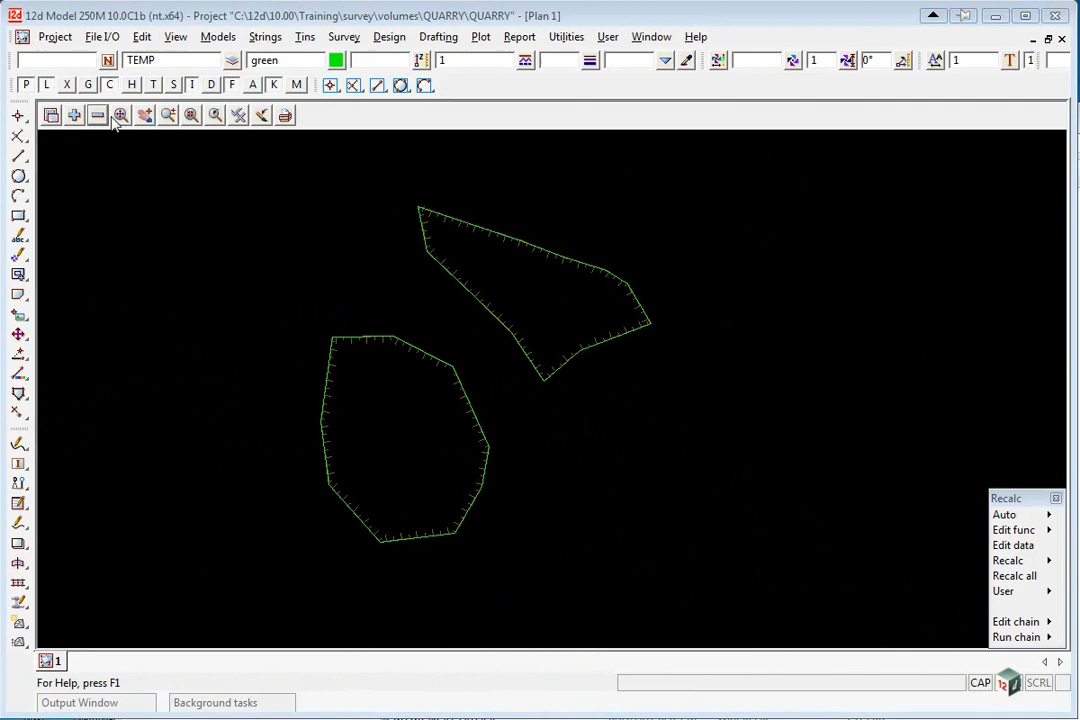 12d Model 250M 10.0C1b (nt.x64) - Project "C:\12d\10.00\Training\survey\volumes\QUARRY\QUARRY" - [Plan 1]
Project File I/O Edit View Models Strings Tins Survey Design Drafting Plot Report Utilities User Window Help
N TEMP green 1 1 0° 1 T 1
P L X G C H T S I D F A K M
abc
Recalc
Auto
Edit func
Edit data
Recalc
Recalc all
User
Edit chain
Run chain
1
For Help, press F1 CAP 12 SCRL
Output Window Background tasks